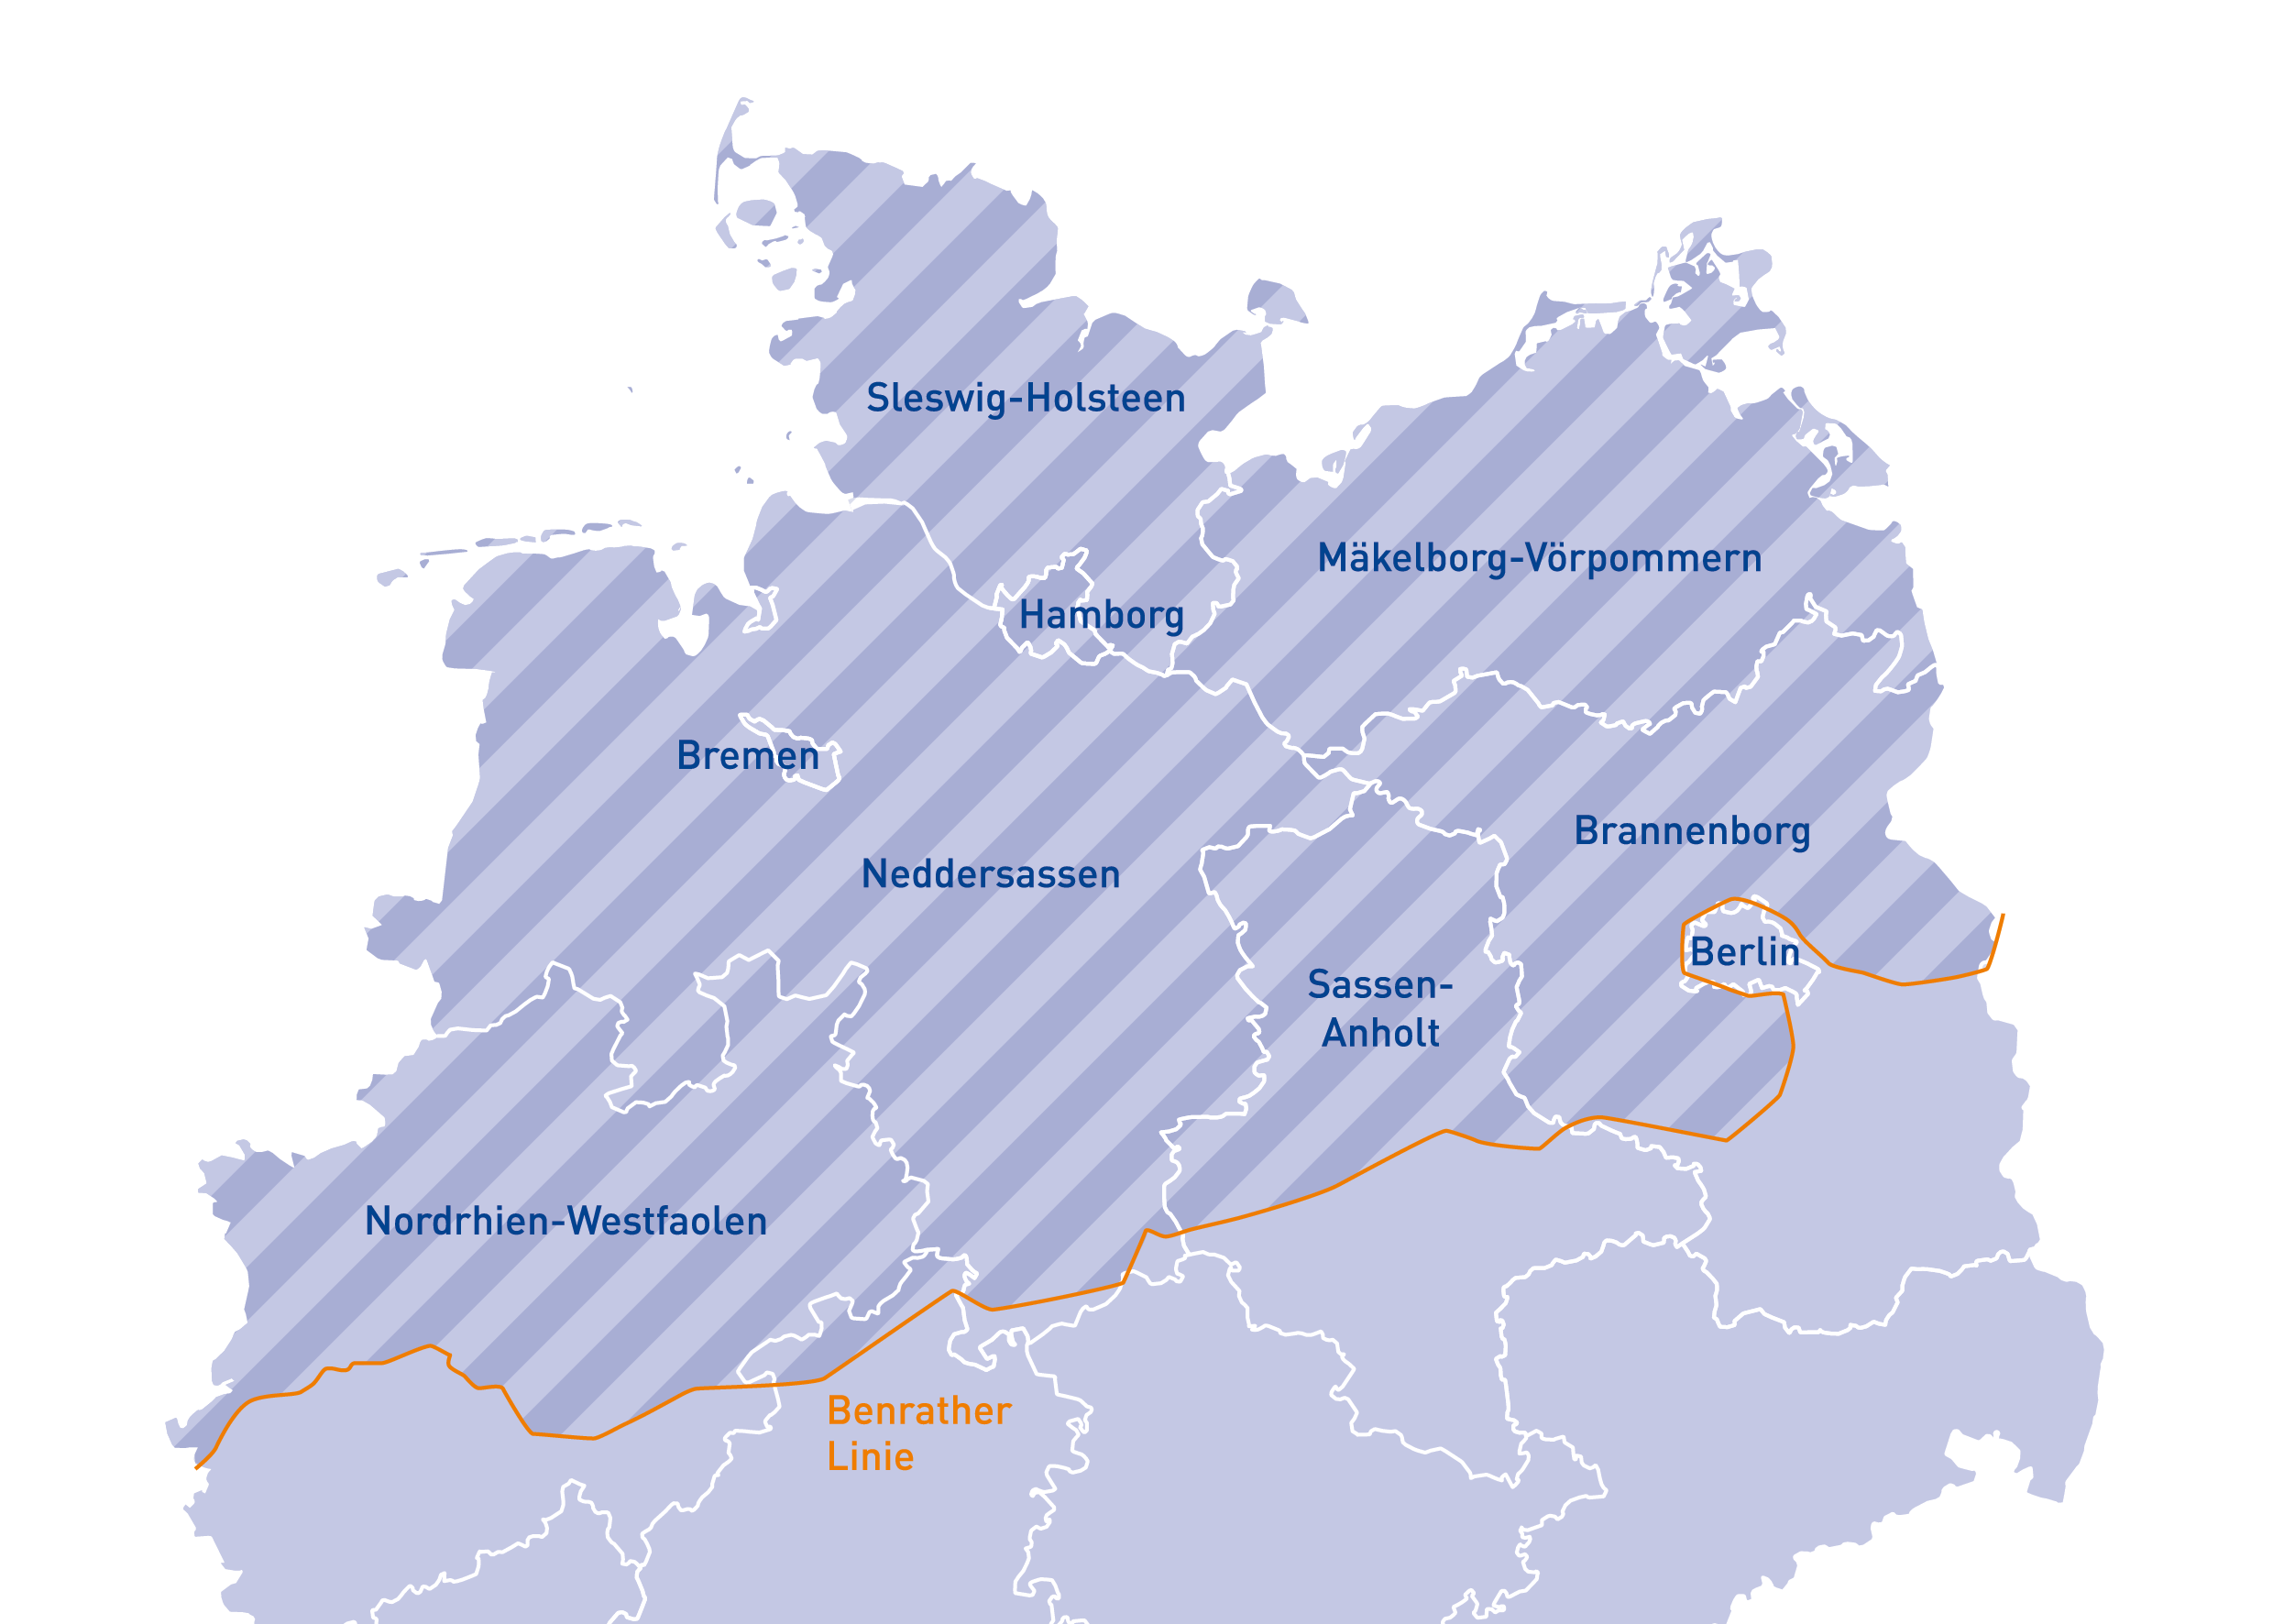 Sleswig-Holsteen
Mäkelborg-Vörpommern
Hamborg
Bremen
Brannenborg
Neddersassen
Berlin
Sassen-
Anholt
Nordrhien-Westfaolen
Benrather
Linie